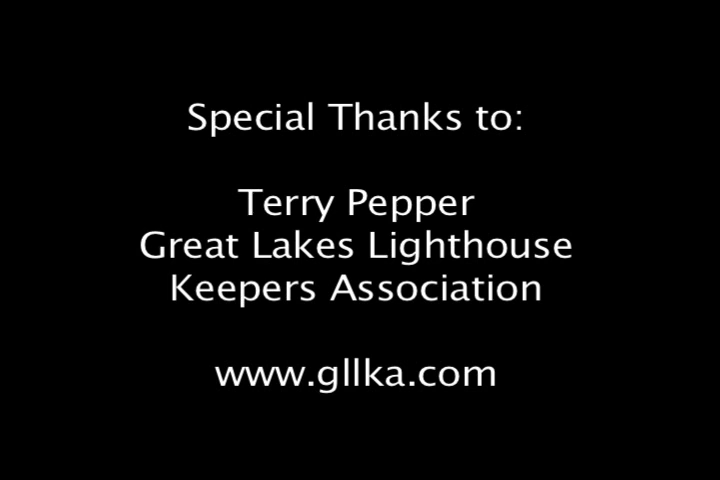 Special Thanks to:
Terry Pepper
Great Lakes Lighthouse
Keepers Association
www.gllka.com